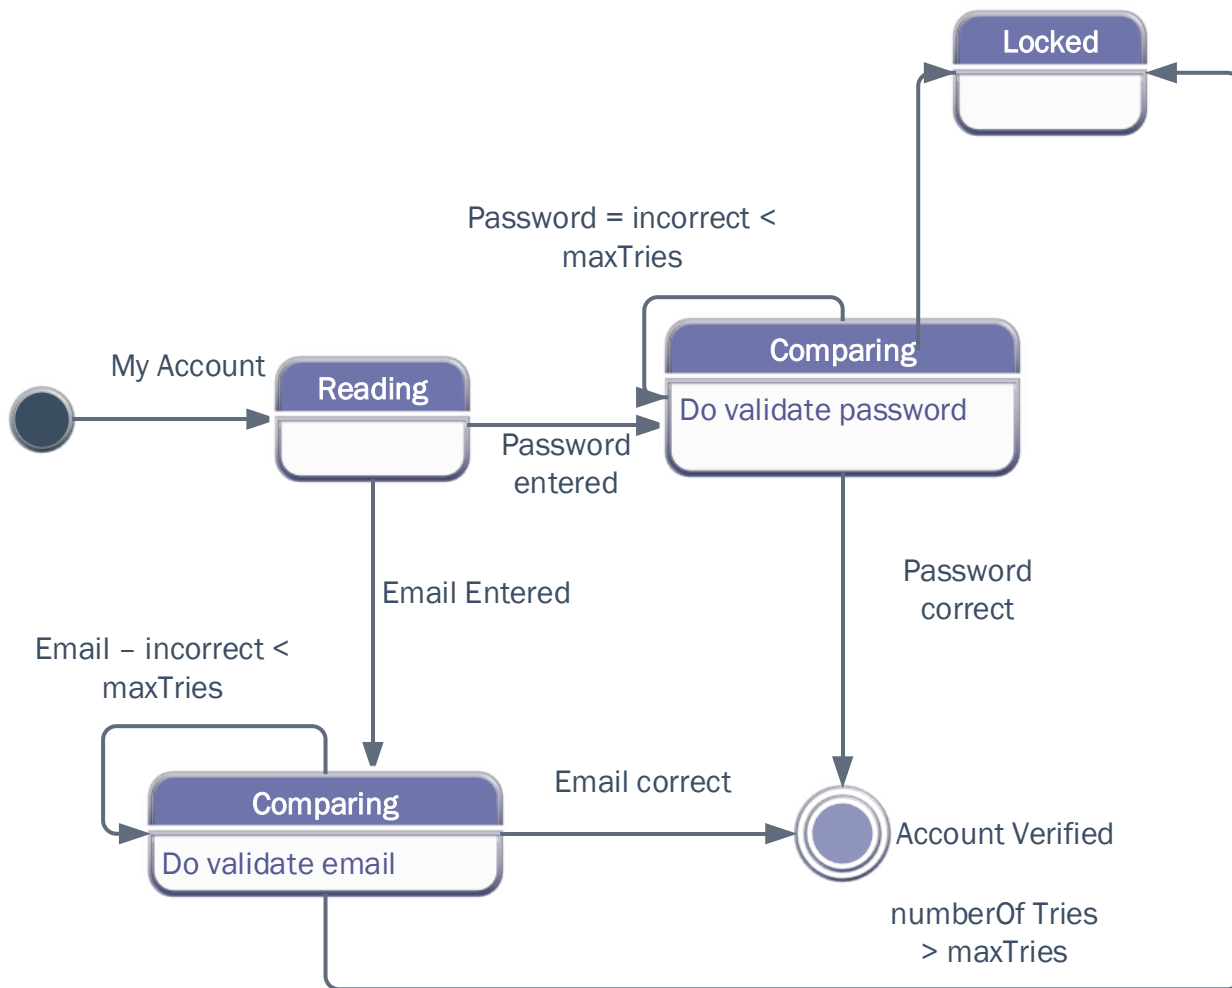 Locked
Password = incorrect <
maxTries
Comparing
My Account
Reading
Do validate password
Password
entered
Password
correct
Email Entered
Email – incorrect <
maxTries
Email correct
Comparing
Account Verified
Do validate email
numberOf Tries
> maxTries